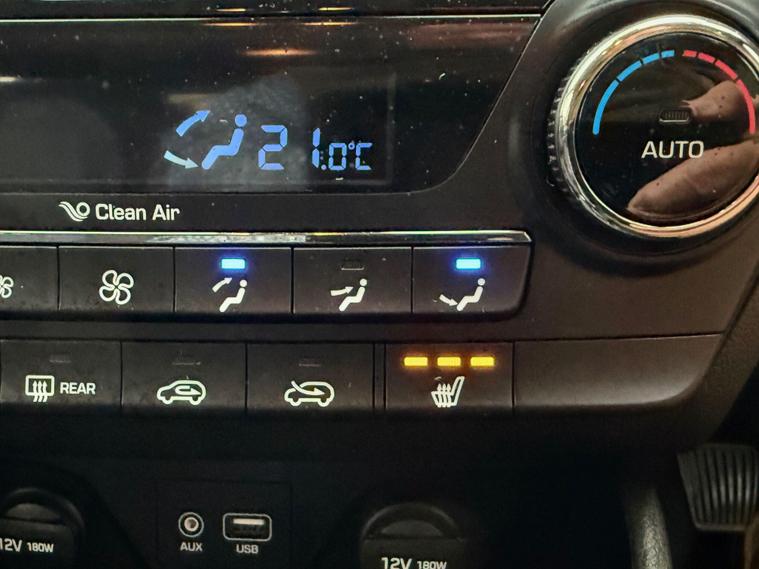 21.0°C
AUTO
Clean Air
REAR
AUX
USB
12V 180W
12V 180W